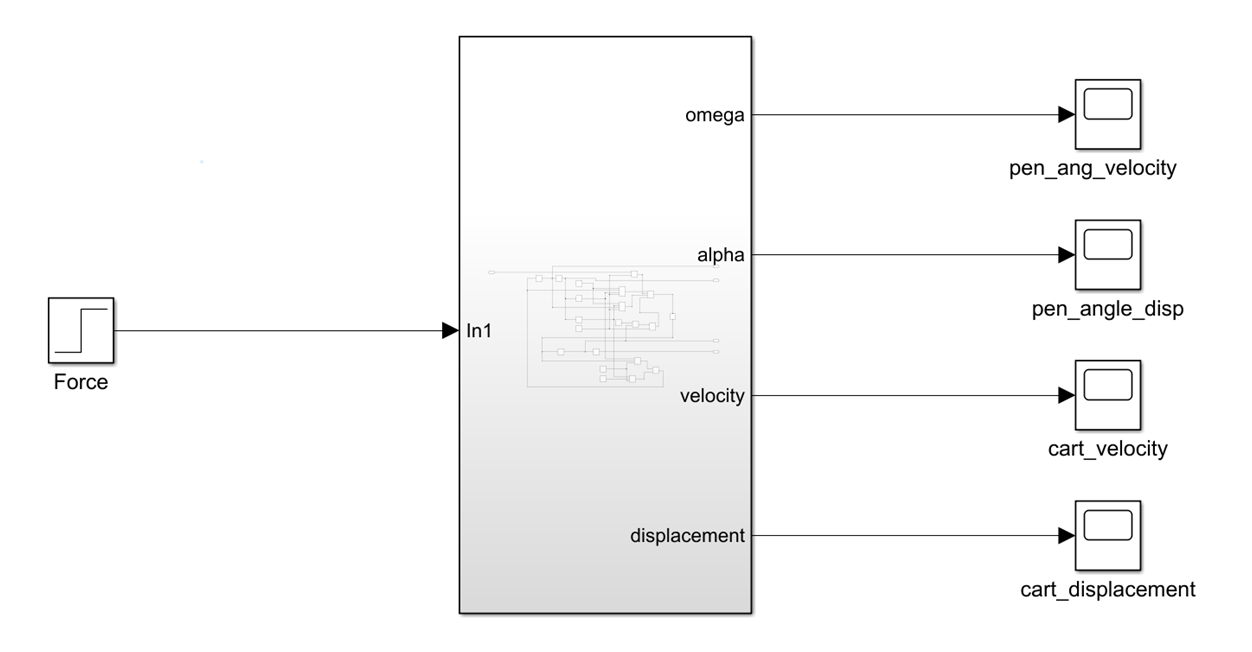 omega
pen_ang_velocity
alpha
pen_angle_disp
In1
Force
velocity
cart_velocity
displacement
cart_displacement